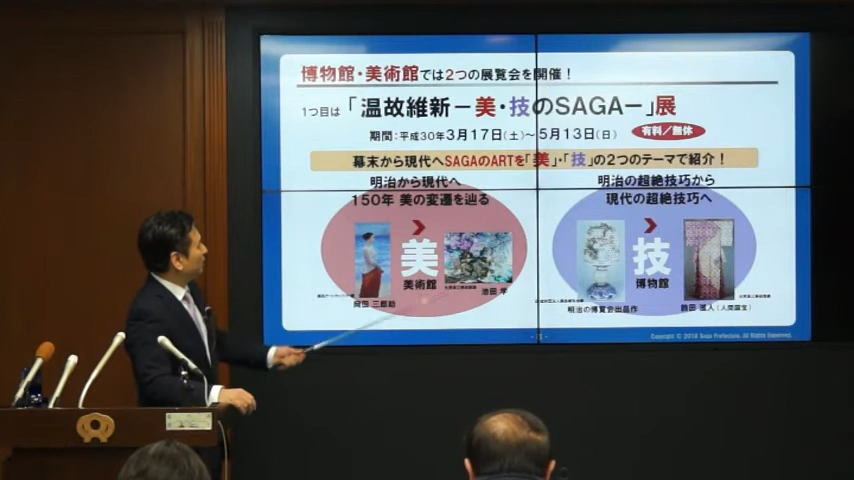 博物館・美術館では2つの展覧会を開催！
1つ目は「温故維新－美・技のSAGA－」展
期間：平成30年3月17日（土）～5月13日（日）
有料／無休
幕末から現代へSAGAのARTを「美」・「技」の2つのテーマで紹介！
明治から現代へ
150年 美の変遷を辿る
美
美術館
岡田 三郎助
池田 学
明治の超絶技巧から
現代の超絶技巧へ
技
博物館
明治の博覧会出品作
鈴田 滋人（人間国宝）
Copyright © 2018 Saga Prefecture. All Rights Reserved.